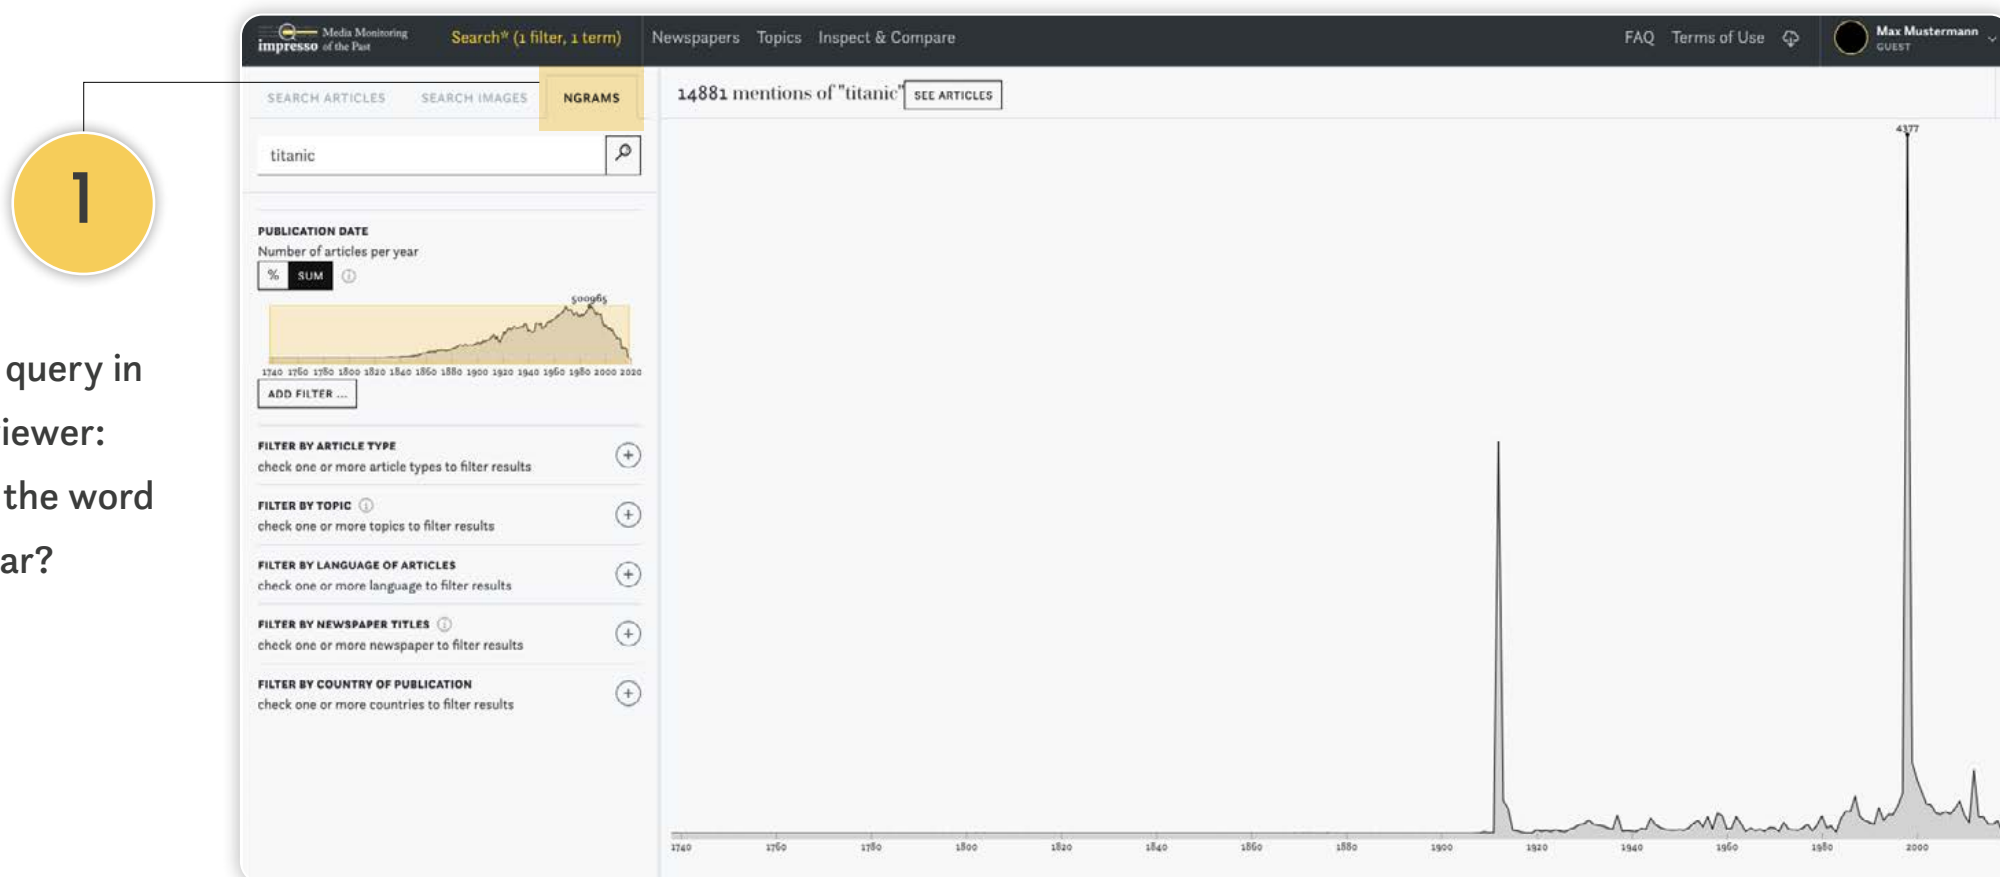 impresso Media Monitoring of the Past
Search* (1 filter, 1 term)
Newspapers Topics Inspect & Compare
FAQ Terms of Use
Max Mustermann
GUEST
SEARCH ARTICLES SEARCH IMAGES NGRAMS
14881 mentions of "titanic" SEE ARTICLES
titanic
1
query in
iewer:
the word
ar?
PUBLICATION DATE
Number of articles per year
% SUM
500965
1740 1760 1780 1800 1820 1840 1860 1880 1900 1920 1940 1960 1980 2000 2020
ADD FILTER ...
FILTER BY ARTICLE TYPE
check one or more article types to filter results
FILTER BY TOPIC
check one or more topics to filter results
FILTER BY LANGUAGE OF ARTICLES
check one or more language to filter results
FILTER BY NEWSPAPER TITLES
check one or more newspaper to filter results
FILTER BY COUNTRY OF PUBLICATION
check one or more countries to filter results
4377
1740 1760 1780 1800 1820 1840 1860 1880 1900 1920 1940 1960 1980 2000